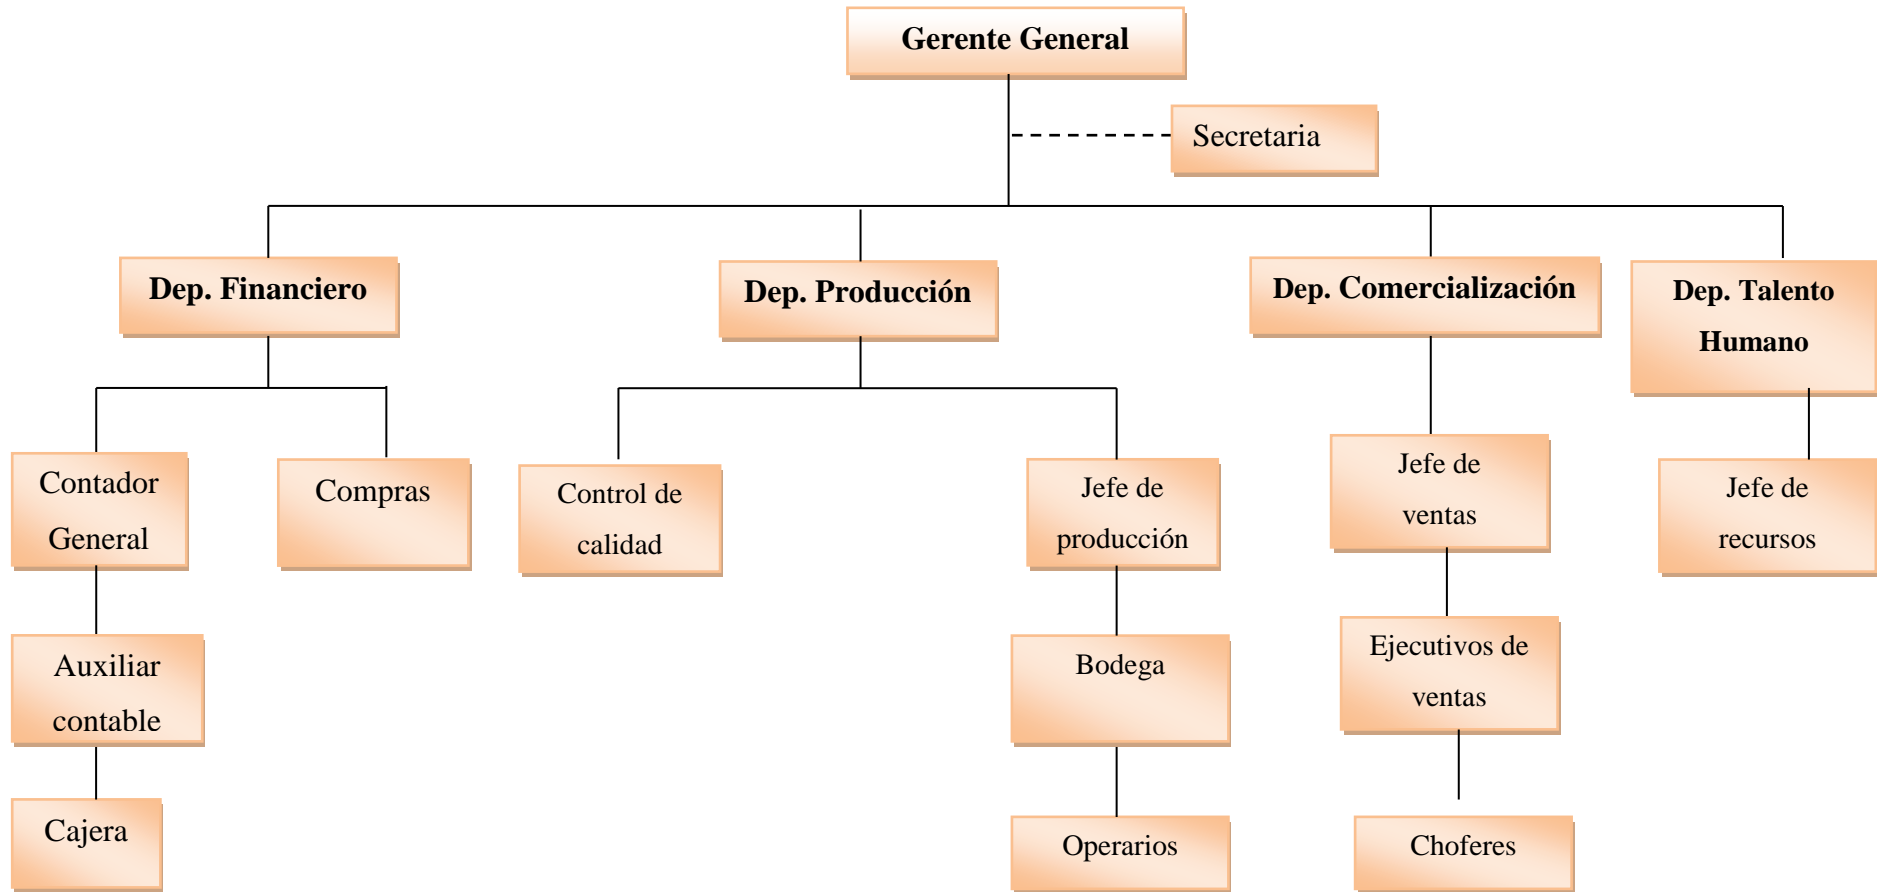 Gerente General
Secretaria
Dep. Financiero
Dep. Producción
Dep. Comercialización
Dep. Talento
Humano
Contador
General
Compras
Control de
calidad
Jefe de
producción
Jefe de
ventas
Jefe de
recursos
Auxiliar
contable
Bodega
Ejecutivos de
ventas
Cajera
Operarios
Choferes